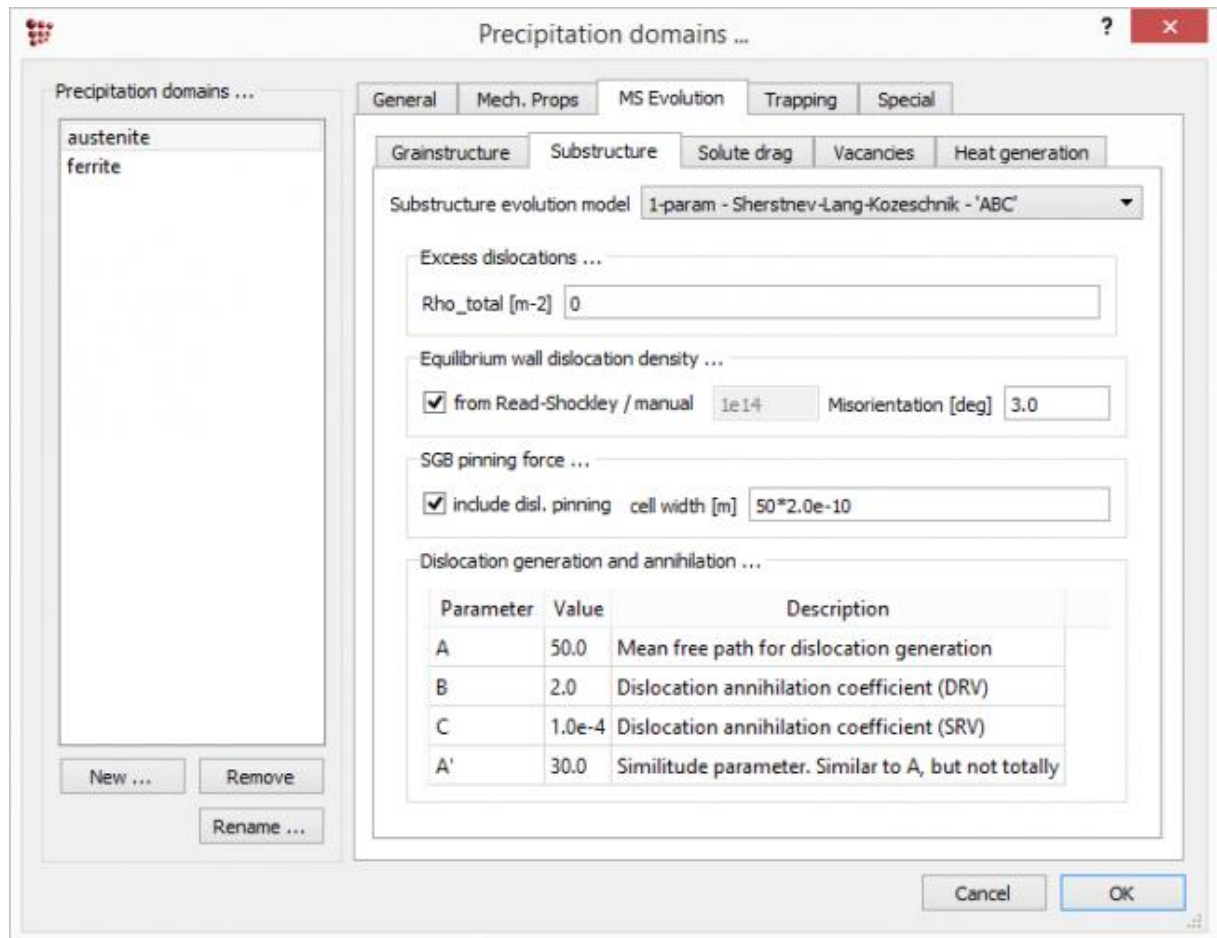 Precipitation domains ...
?
Precipitation domains ...
austenite
ferrite
New ...
Remove
Rename ...
General
Mech. Props
MS Evolution
Trapping
Special
Grainstructure
Substructure
Solute drag
Vacancies
Heat generation
Substructure evolution model 1-param - Sherstnev-Lang-Kozeschnik - 'ABC'
Excess dislocations ...
Rho_total [m-2] 0
Equilibrium wall dislocation density ...
from Read-Shockley / manual 1e14 Misorientation [deg] 3.0
SGB pinning force ...
include disl. pinning cell width [m] 50*2.0e-10
Dislocation generation and annihilation ...
Parameter Value Description
A 50.0 Mean free path for dislocation generation
B 2.0 Dislocation annihilation coefficient (DRV)
C 1.0e-4 Dislocation annihilation coefficient (SRV)
A' 30.0 Similitude parameter. Similar to A, but not totally
Cancel
OK